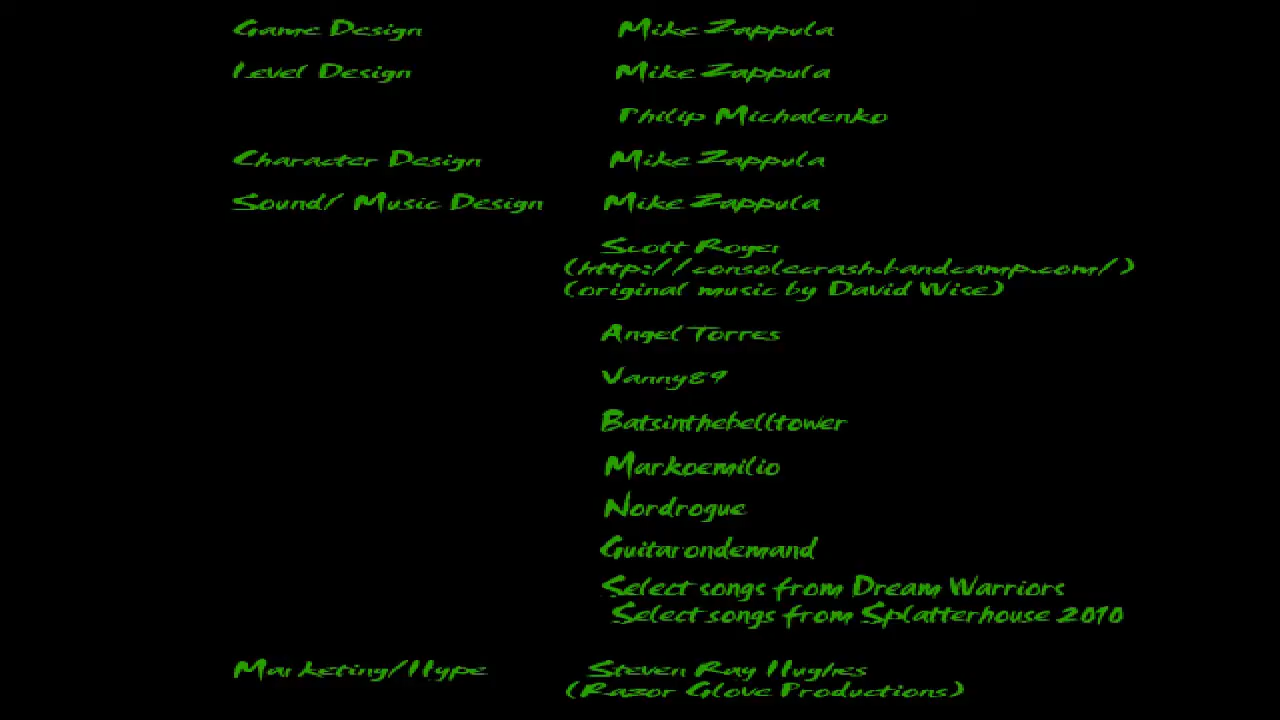 Game Design Mike Zappula
Level Design Mike Zappula
Philip Michalenko
Character Design Mike Zappula
Sound/ Music Design Mike Zappula
Scott Roger
(http://consolecrash.bandcamp.com/)
(original music by David Wise)
Angel Torres
Vanny89
Batsinthebelltower
Markoemilio
Nordrogue
Guitarondemand
Select songs from Dream Warriors
Select songs from Splatterhouse 2010
Marketing/Hype Steven Ray Hughes
(Razor Glove Productions)